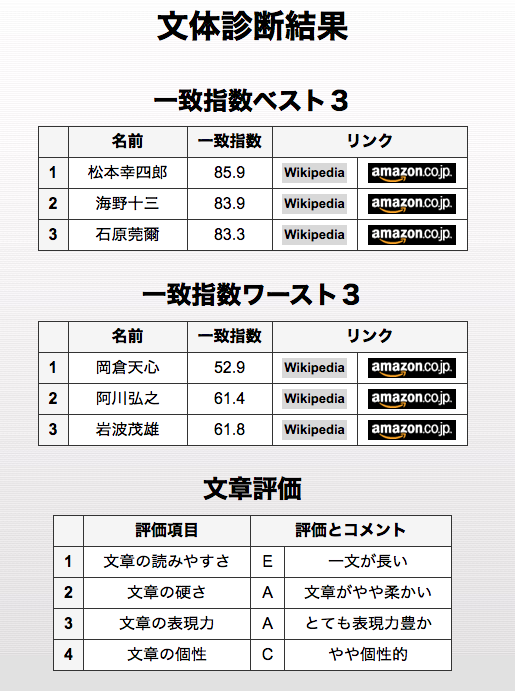 文体診断結果
一致指数ベスト３
名前 一致指数 リンク
1 松本幸四郎 85.9 Wikipedia amazon.co.jp.
2 海野十三 83.9 Wikipedia amazon.co.jp.
3 石原莞爾 83.3 Wikipedia amazon.co.jp.
一致指数ワースト３
名前 一致指数 リンク
1 岡倉天心 52.9 Wikipedia amazon.co.jp.
2 阿川弘之 61.4 Wikipedia amazon.co.jp.
3 岩波茂雄 61.8 Wikipedia amazon.co.jp.
文章評価
評価項目 評価とコメント
1 文章の読みやすさ E 一文が長い
2 文章の硬さ A 文章がやや柔かい
3 文章の表現力 A とても表現力豊か
4 文章の個性 C やや個性的